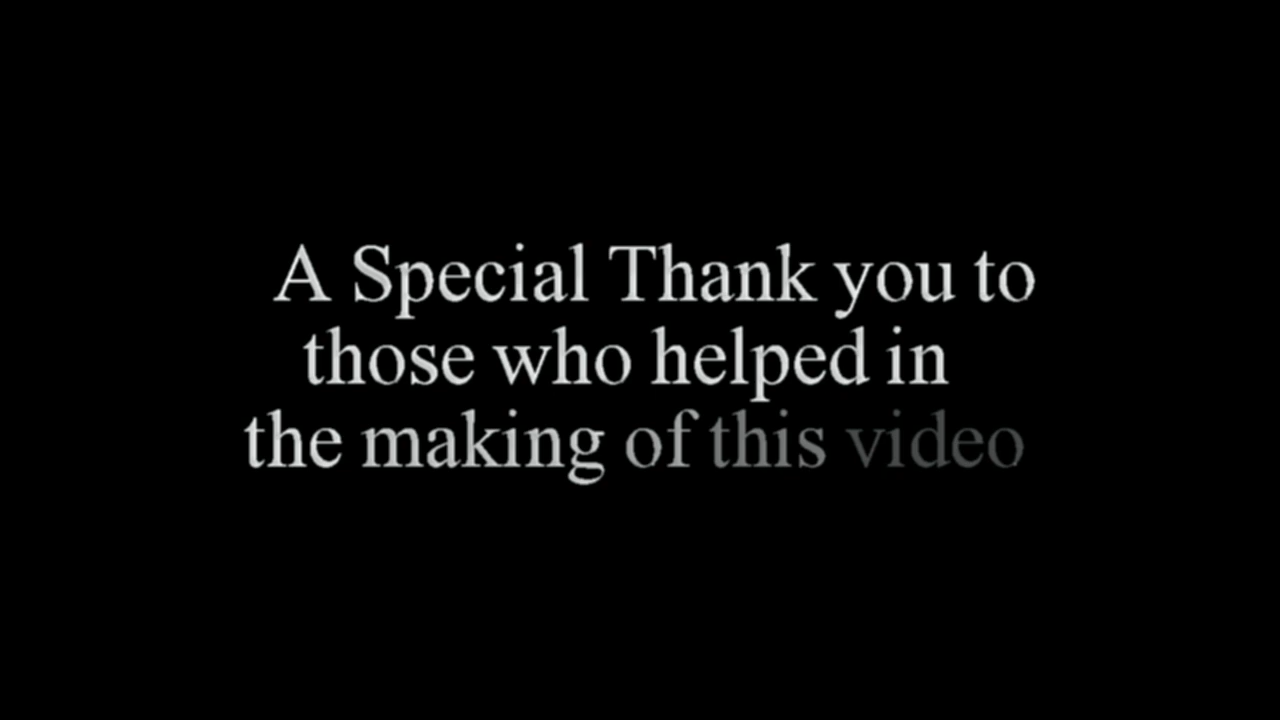 A Special Thank you to
those who helped in
the making of this video